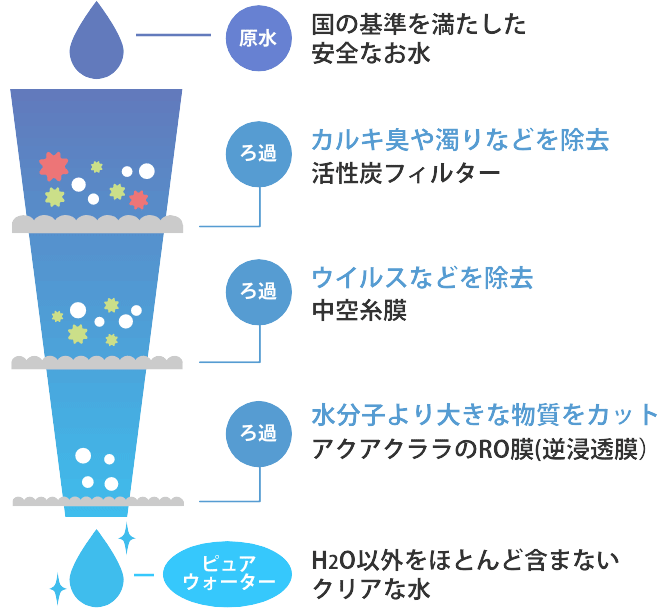 原水
国の基準を満たした
安全なお水
ろ過
カルキ臭や濁りなどを除去
活性炭フィルター
ろ過
ウイルスなどを除去
中空糸膜
ろ過
水分子より大きな物質をカット
アクアクララのRO膜(逆浸透膜)
ピュア
ウォーター
H2O以外をほとんど含まない
クリアな水